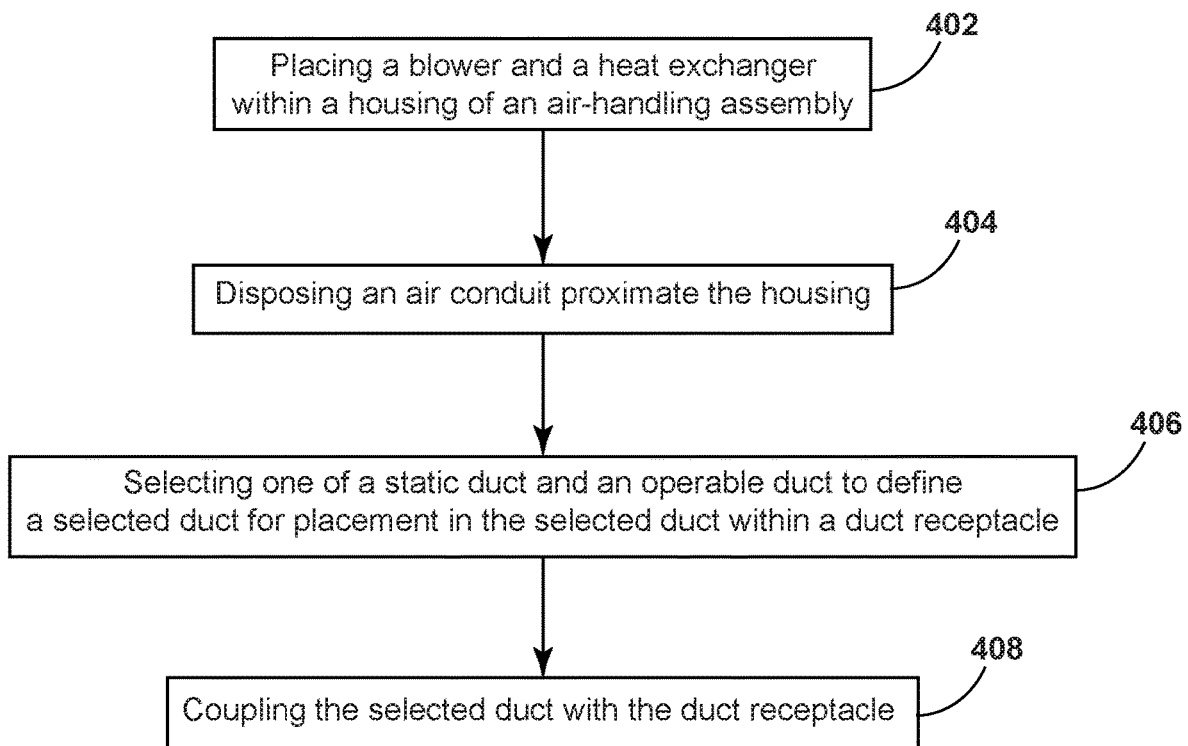 402
Placing a blower and a heat exchanger
within a housing of an air-handling assembly
404
Disposing an air conduit proximate the housing
406
Selecting one of a static duct and an operable duct to define
a selected duct for placement in the selected duct within a duct receptacle
408
Coupling the selected duct with the duct receptacle